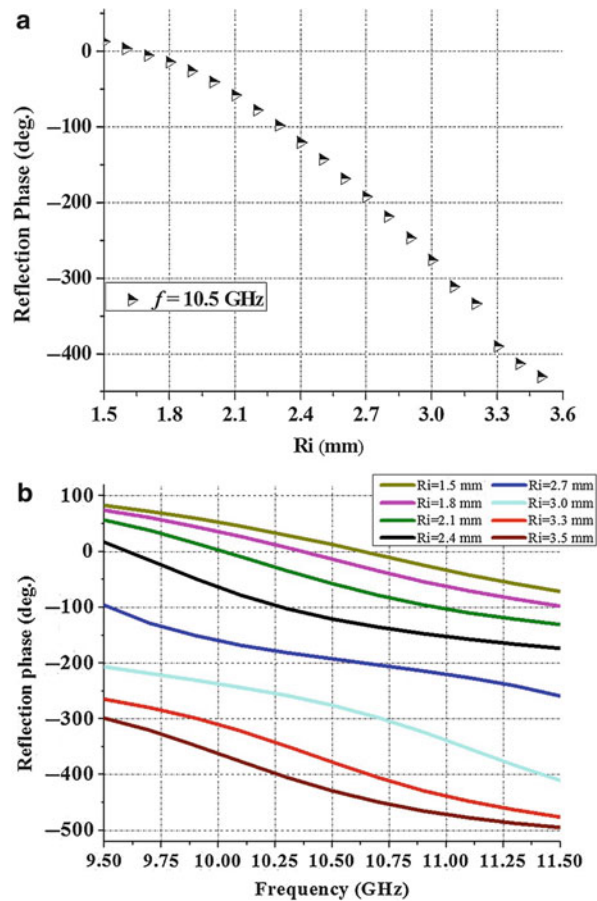 a
Reflection Phase (deg.)
0
−100
−200
−300
−400
f = 10.5 GHz
1.5 1.8 2.1 2.4 2.7 3.0 3.3 3.6
Ri (mm)
b
Ri=1.5 mm Ri=2.7 mm
Ri=1.8 mm Ri=3.0 mm
Ri=2.1 mm Ri=3.3 mm
Ri=2.4 mm Ri=3.5 mm
Reflection phase (deg.)
100
0
−100
−200
−300
−400
−500
9.50 9.75 10.00 10.25 10.50 10.75 11.00 11.25 11.50
Frequency (GHz)